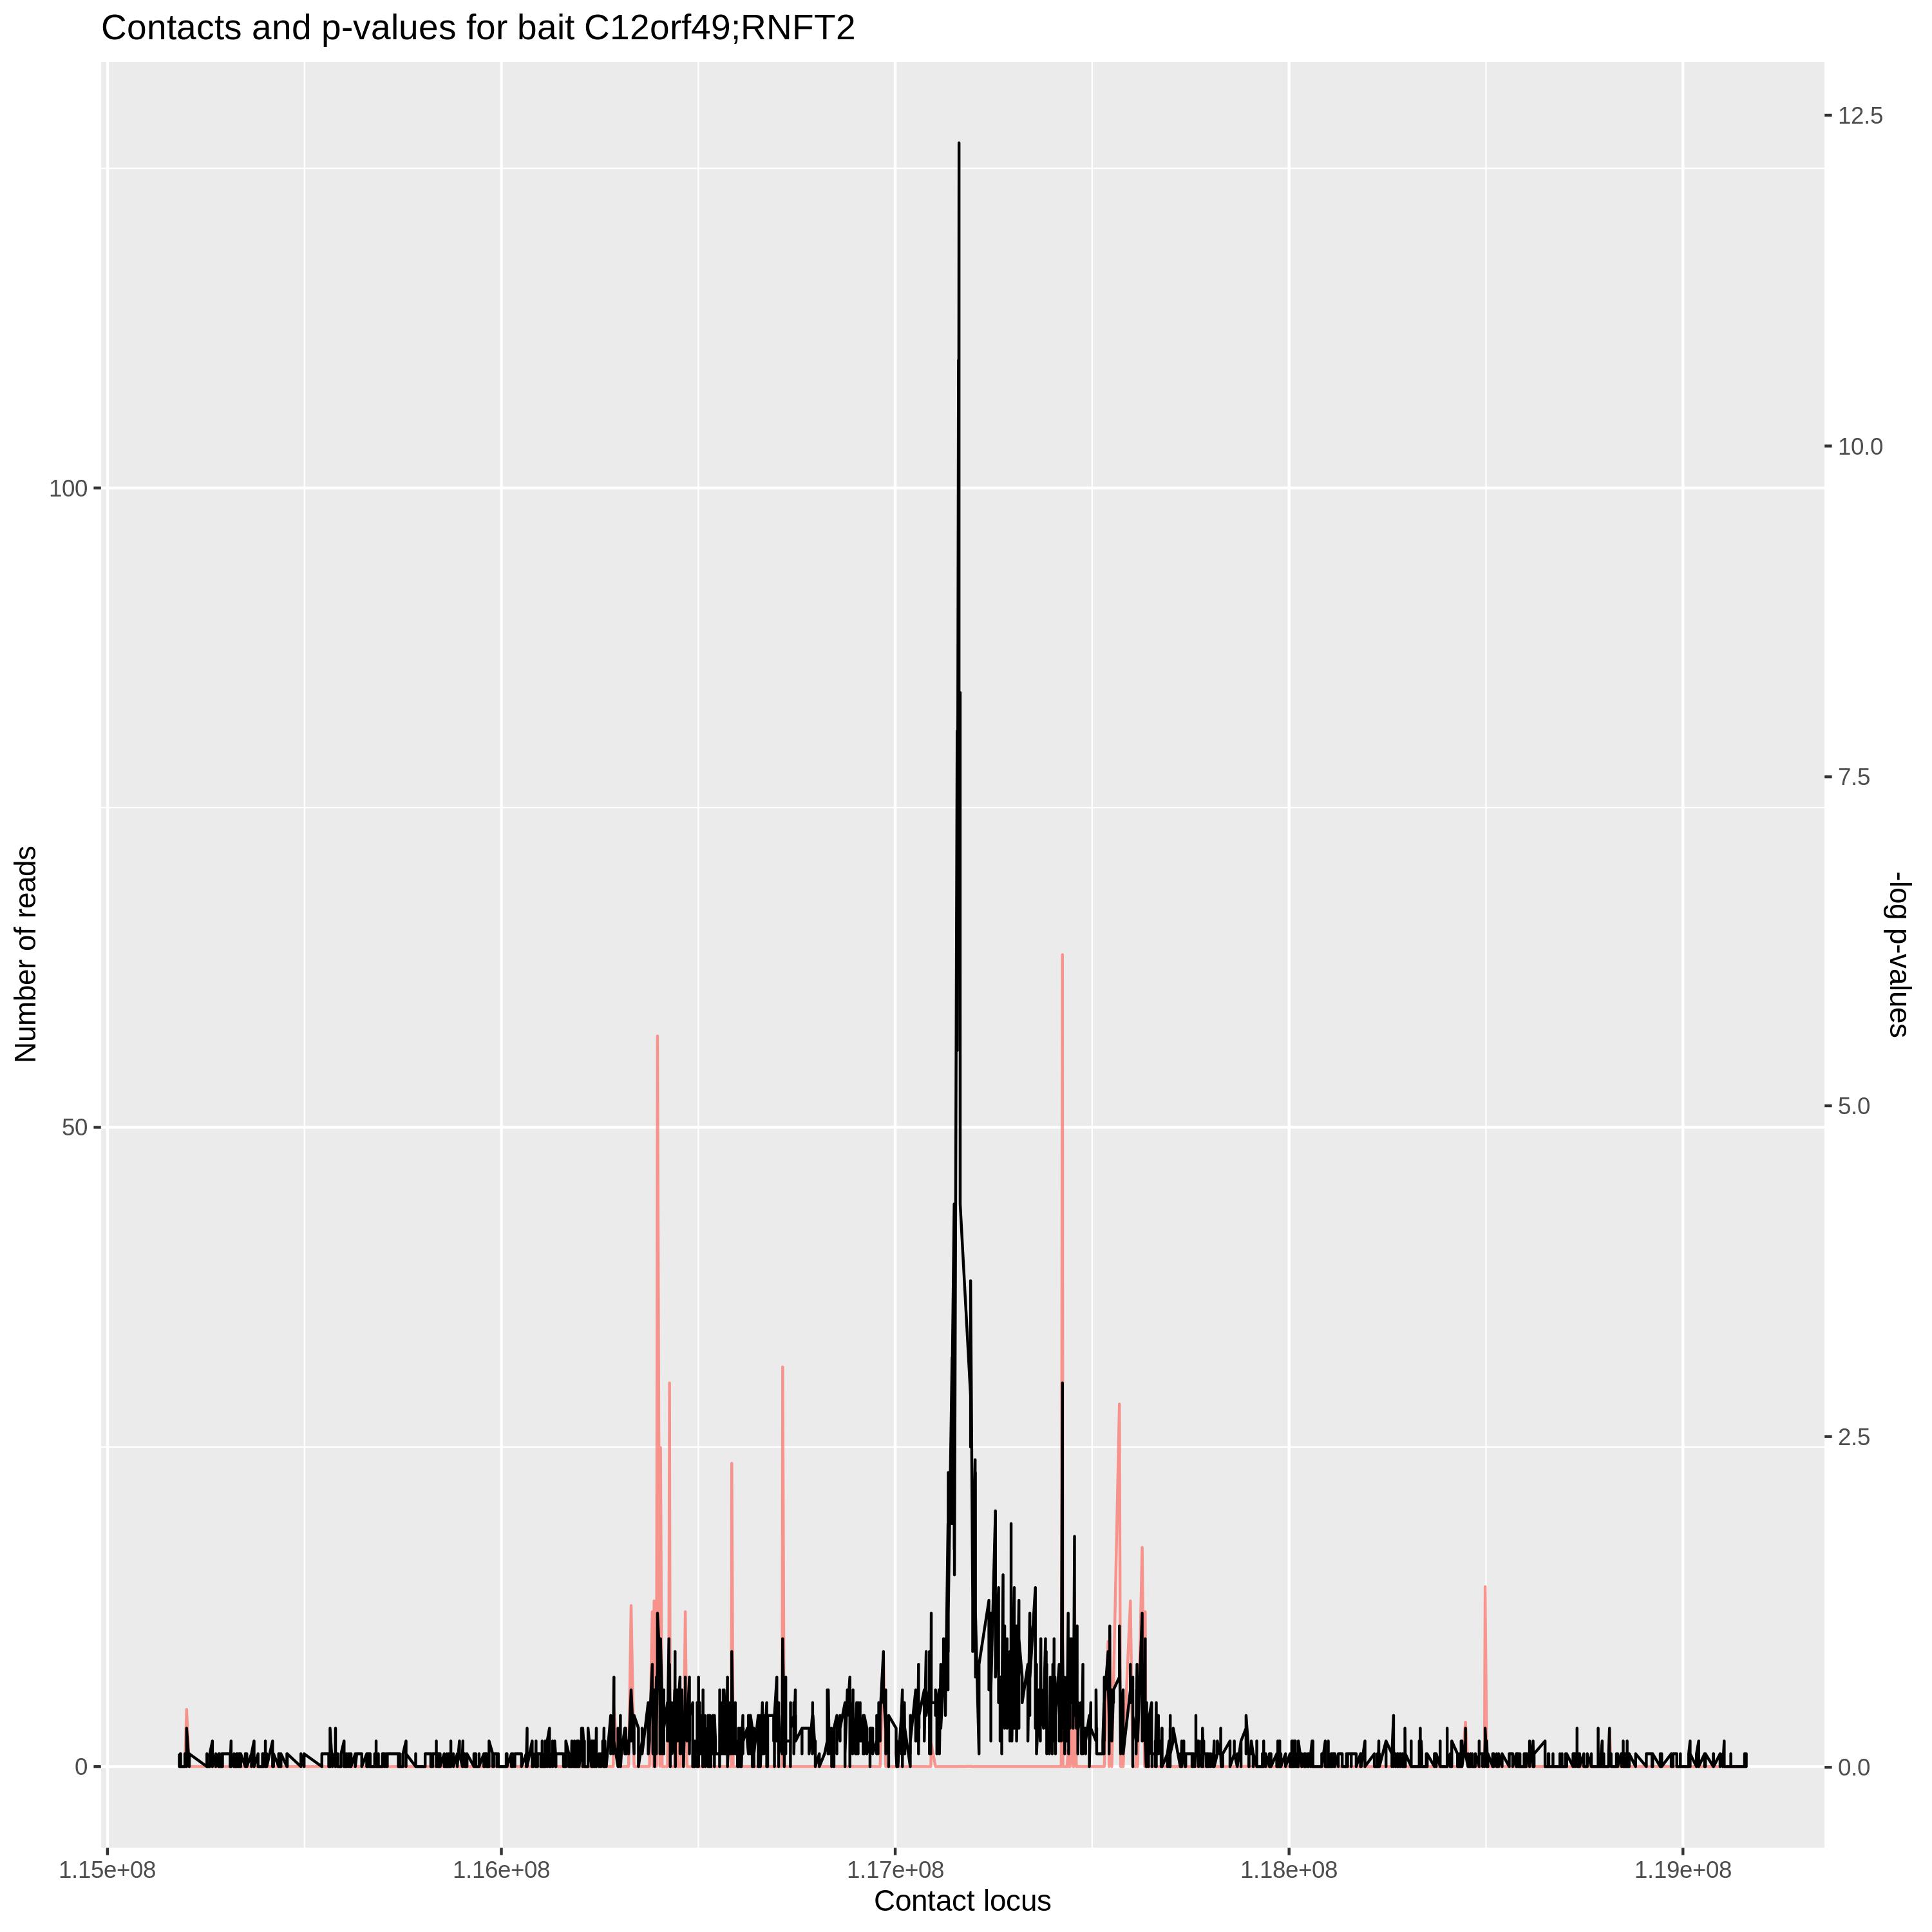 Contacts and p-values for bait C12orf49;RNFT2
Number of reads
100
50
0
12.5
10.0
7.5
5.0
2.5
0.0
-log p-values
1.15e+08 1.16e+08 1.17e+08 1.18e+08 1.19e+08
Contact locus